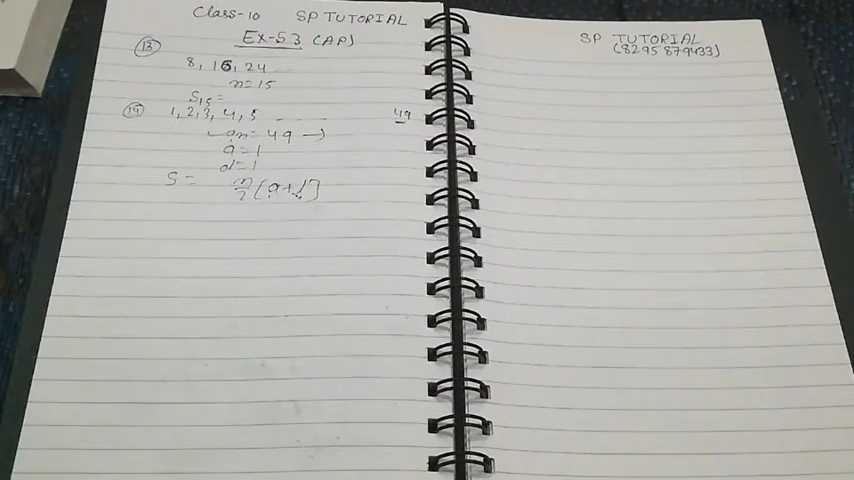 Class-10 SP TUTORIAL
Ex-5.3 (AP)
(13)
8, 16, 24
n=15
S15=
(14) 1, 2, 3, 4, 5 - - - - 49
an= 49 →
a=1
d=1
S= n/2 [a+l]
SP TUTORIAL
(8295879433)